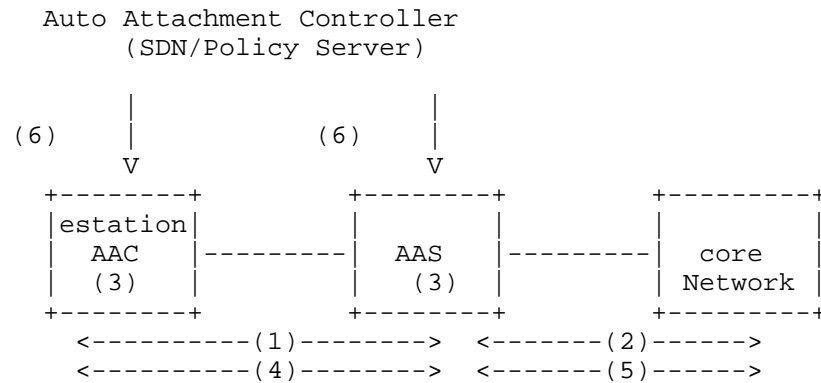 Auto Attachment Controller
(SDN/Policy Server)
|                    |
(6)     |            (6)     |
V                    V
+--------+          +--------+          +---------+
|estation|          |        |          |         |
|  AAC   |---------|  AAS   |---------|  core   |
|  (3)   |          |   (3)  |          | Network |
+--------+          +--------+          +---------+
<----------(1)--------> <-------(2)------>
<----------(4)--------> <-------(5)------>